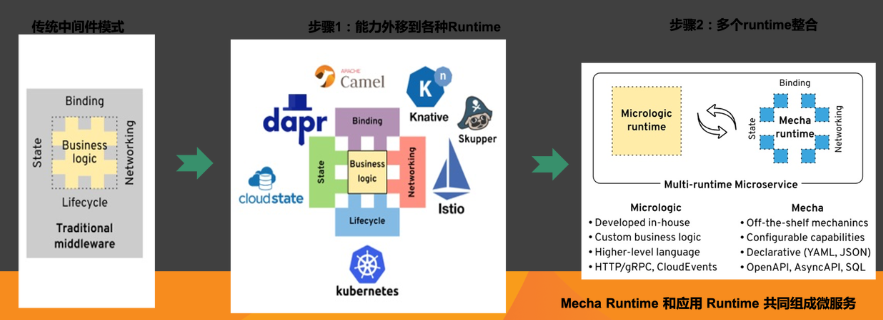 传统中间件模式
步骤1：能力外移到各种Runtime
步骤2：多个runtime整合
Binding
State
Business
logic
Networking
Lifecycle
Traditional
middleware
APACHE
Camel
Knative
n
dapr
Binding
Skupper
State
Business
logic
Networking
cloudstate
Istio
Lifecycle
kubernetes
Binding
Micrologic
runtime
State
Mecha
runtime
Networking
Multi-runtime Microservice
Micrologic
• Developed in-house
• Custom business logic
• Higher-level language
• HTTP/gRPC, CloudEvents
Mecha
• Off-the-shelf mechanincs
• Configurable capabilities
• Declarative (YAML, JSON)
• OpenAPI, AsyncAPI, SQL
Mecha Runtime 和应用 Runtime 共同组成微服务